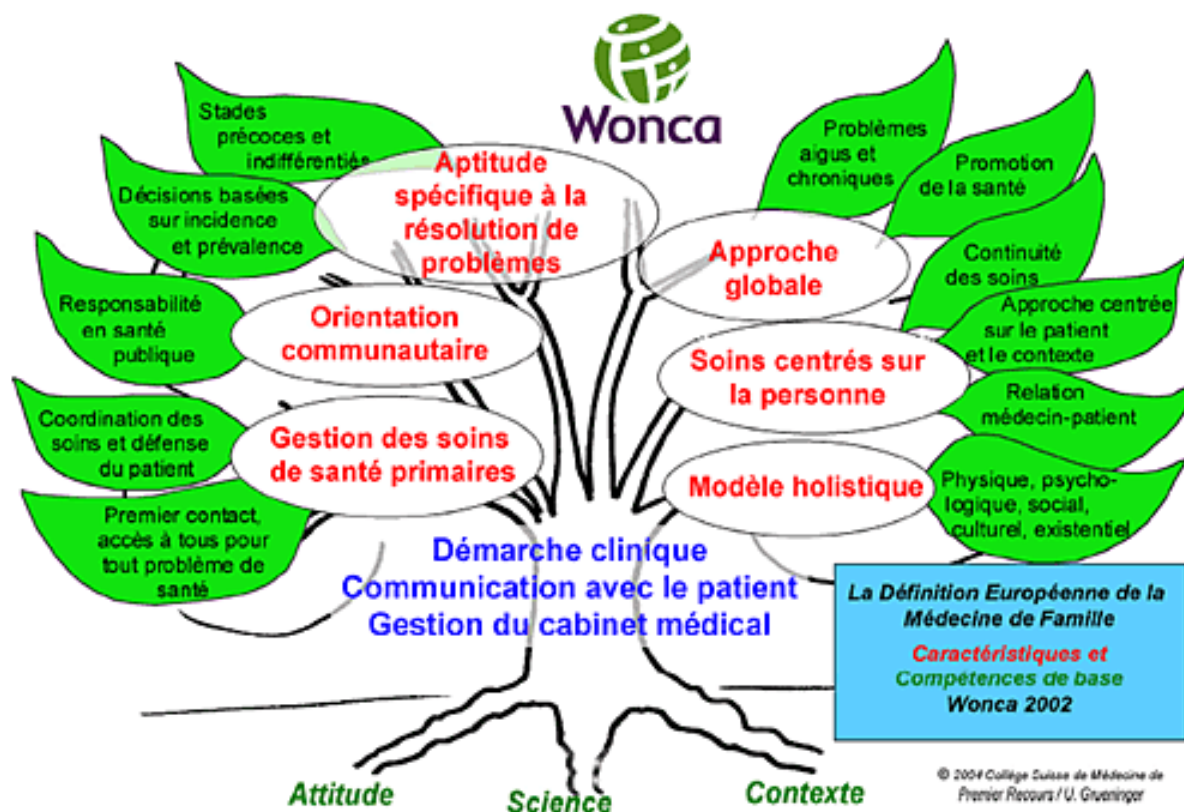 Wonca
Stades
précoces et
indifférentiés
Décisions basées
sur incidence
et prévalence
Responsabilité
en santé
publique
Coordination des
soins et défense
du patient
Premier contact,
accès à tous pour
tout problème de
santé
Aptitude
spécifique à la
résolution de
problèmes
Orientation
communautaire
Gestion des soins
de santé primaires
Approche
globale
Soins centrés sur
la personne
Modèle holistique
Problèmes
aigus et
chroniques
Promotion
de la santé
Continuité
des soins
Approche centrée
sur le patient
et le contexte
Relation
médecin-patient
Physique, psycho-
logique, social,
culturel, existentiel
Démarche clinique
Communication avec le patient
Gestion du cabinet médical
La Définition Européenne de la
Médecine de Famille
Caractéristiques et
Compétences de base
Wonca 2002
Attitude
Science
Contexte
© 2004 Collège Suisse de Médecine de
Premier Recours / U. Grueninger